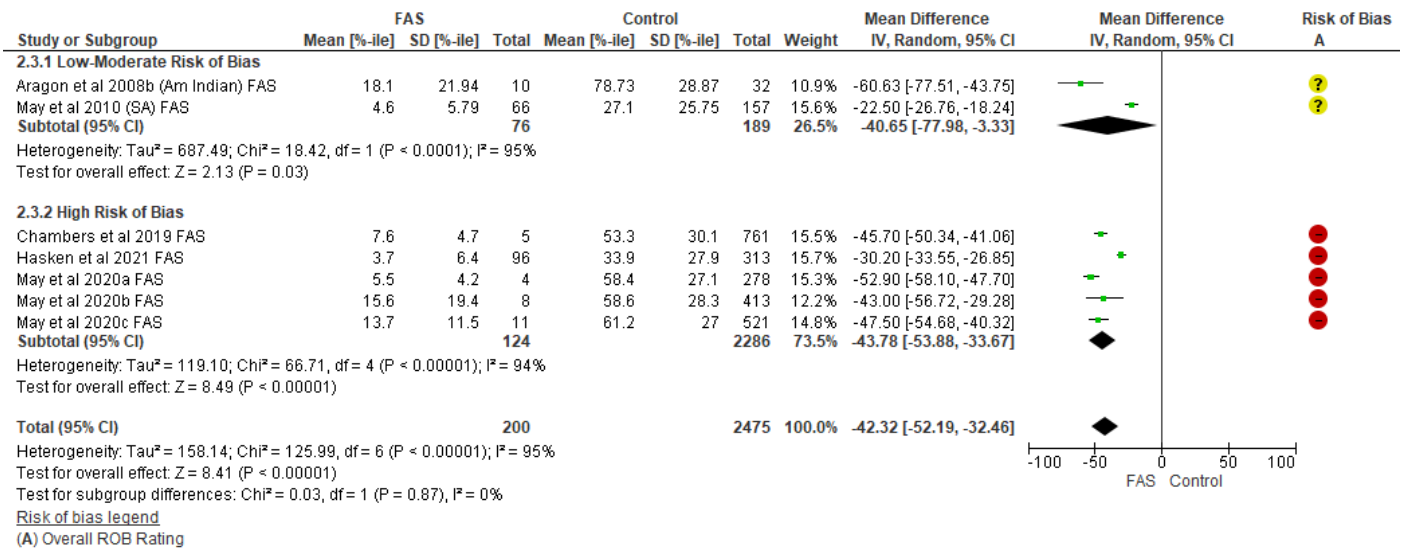 FAS Control Mean Difference Mean Difference Risk of Bias
Study or Subgroup Mean [%-ile] SD [%-ile] Total Mean [%-ile] SD [%-ile] Total Weight IV, Random, 95% CI IV, Random, 95% CI A
2.3.1 Low-Moderate Risk of Bias
Aragon et al 2008b (Am Indian) FAS 18.1 21.94 10 78.73 28.87 32 10.9% -60.63 [-77.51, -43.75] ?
May et al 2010 (SA) FAS 4.6 5.79 66 27.1 25.75 157 15.6% -22.50 [-26.76, -18.24] ?
Subtotal (95% CI) 76 189 26.5% -40.65 [-77.98, -3.33]
Heterogeneity: Tau² = 687.49; Chi² = 18.42, df = 1 (P < 0.0001); I² = 95%
Test for overall effect: Z = 2.13 (P = 0.03)
2.3.2 High Risk of Bias
Chambers et al 2019 FAS 7.6 4.7 5 53.3 30.1 761 15.5% -45.70 [-50.34, -41.06] -
Hasken et al 2021 FAS 3.7 6.4 96 33.9 27.9 313 15.7% -30.20 [-33.55, -26.85] -
May et al 2020a FAS 5.5 4.2 4 58.4 27.1 278 15.3% -52.90 [-58.10, -47.70] -
May et al 2020b FAS 15.6 19.4 8 58.6 28.3 413 12.2% -43.00 [-56.72, -29.28] -
May et al 2020c FAS 13.7 11.5 11 61.2 27 521 14.8% -47.50 [-54.68, -40.32] -
Subtotal (95% CI) 124 2286 73.5% -43.78 [-53.88, -33.67]
Heterogeneity: Tau² = 119.10; Chi² = 66.71, df = 4 (P < 0.00001); I² = 94%
Test for overall effect: Z = 8.49 (P < 0.00001)
Total (95% CI) 200 2475 100.0% -42.32 [-52.19, -32.46]
Heterogeneity: Tau² = 158.14; Chi² = 125.99, df = 6 (P < 0.00001); I² = 95%
Test for overall effect: Z = 8.41 (P < 0.00001)
Test for subgroup differences: Chi² = 0.03, df = 1 (P = 0.87), I² = 0%
-100 -50 0 50 100
FAS Control
Risk of bias legend
(A) Overall ROB Rating